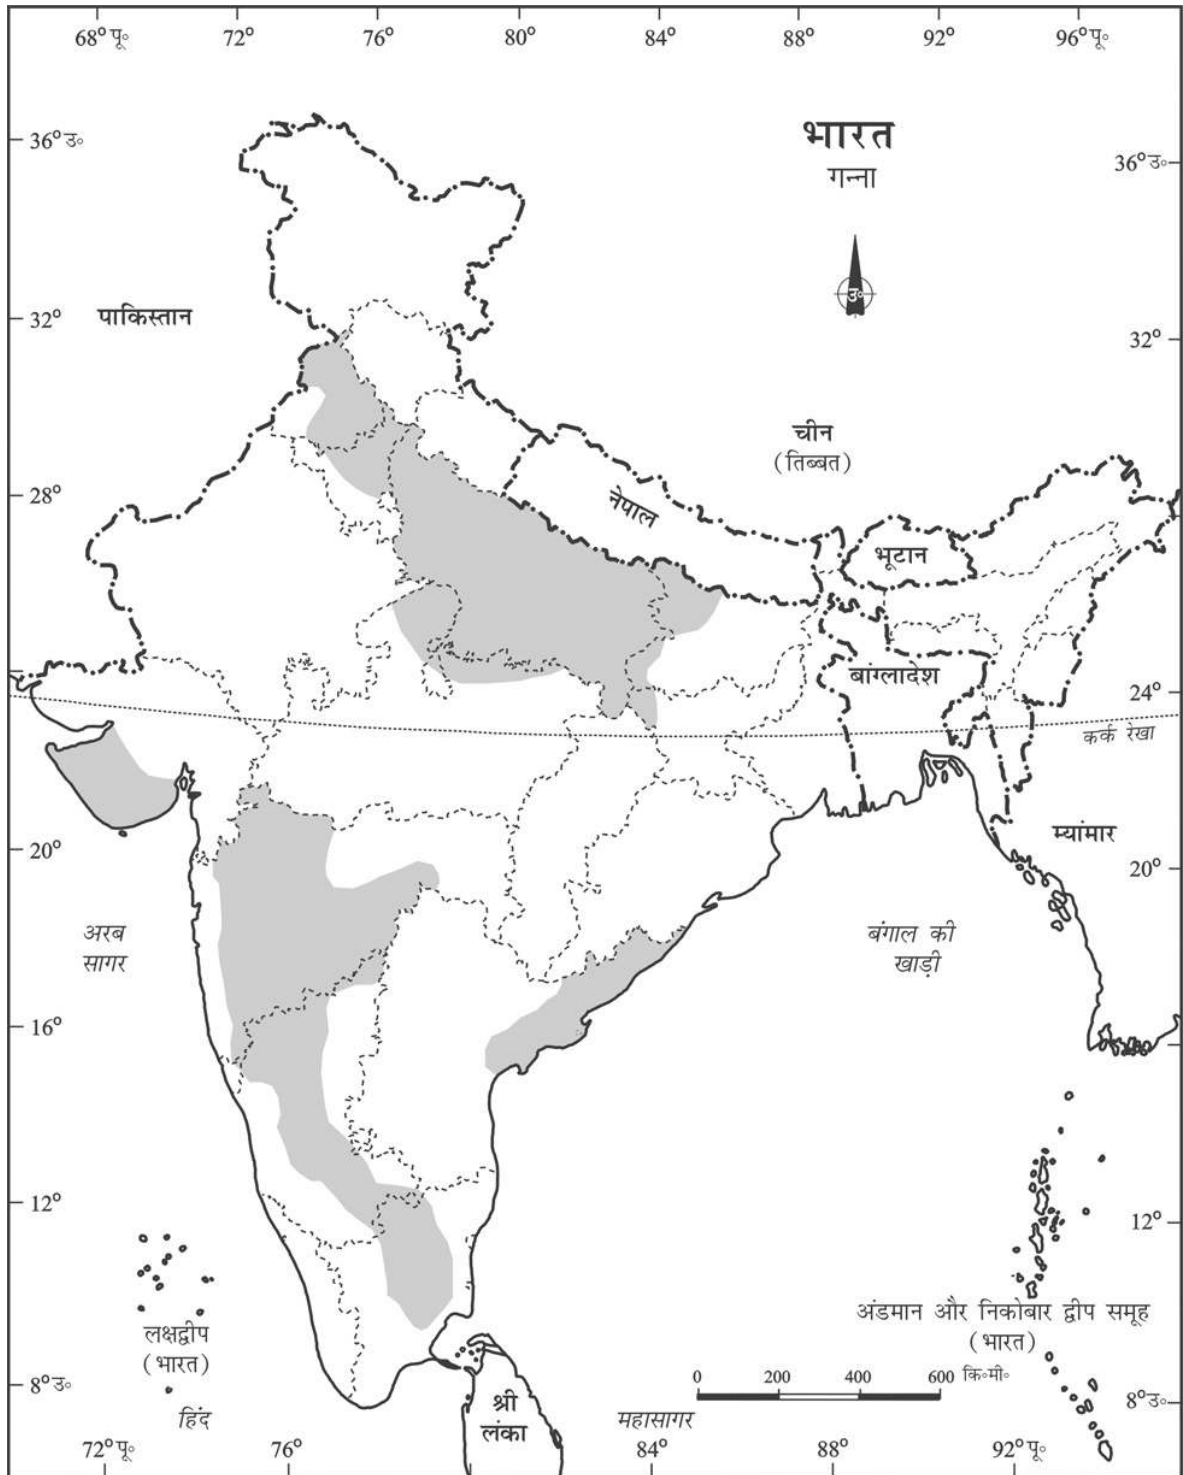 68° पू॰ 72° 76° 80° 84° 88° 92° 96° पू॰
भारत
गन्ना
36° उ॰
36° उ॰
उ॰
पाकिस्तान
32°
32°
चीन
(तिब्बत)
28°
नेपाल
भूटान
बांग्लादेश
24°
कर्क रेखा
म्यांमार
20°
20°
अरब
सागर
बंगाल की
खाड़ी
16°
12°
12°
अंडमान और निकोबार द्वीप समूह
(भारत)
लक्षद्वीप
(भारत)
0 200 400 600 कि॰मी॰
8° उ॰
8° उ॰
श्री
लंका
हिंद
महासागर
72° पू॰ 76° 84° 88° 92° पू॰